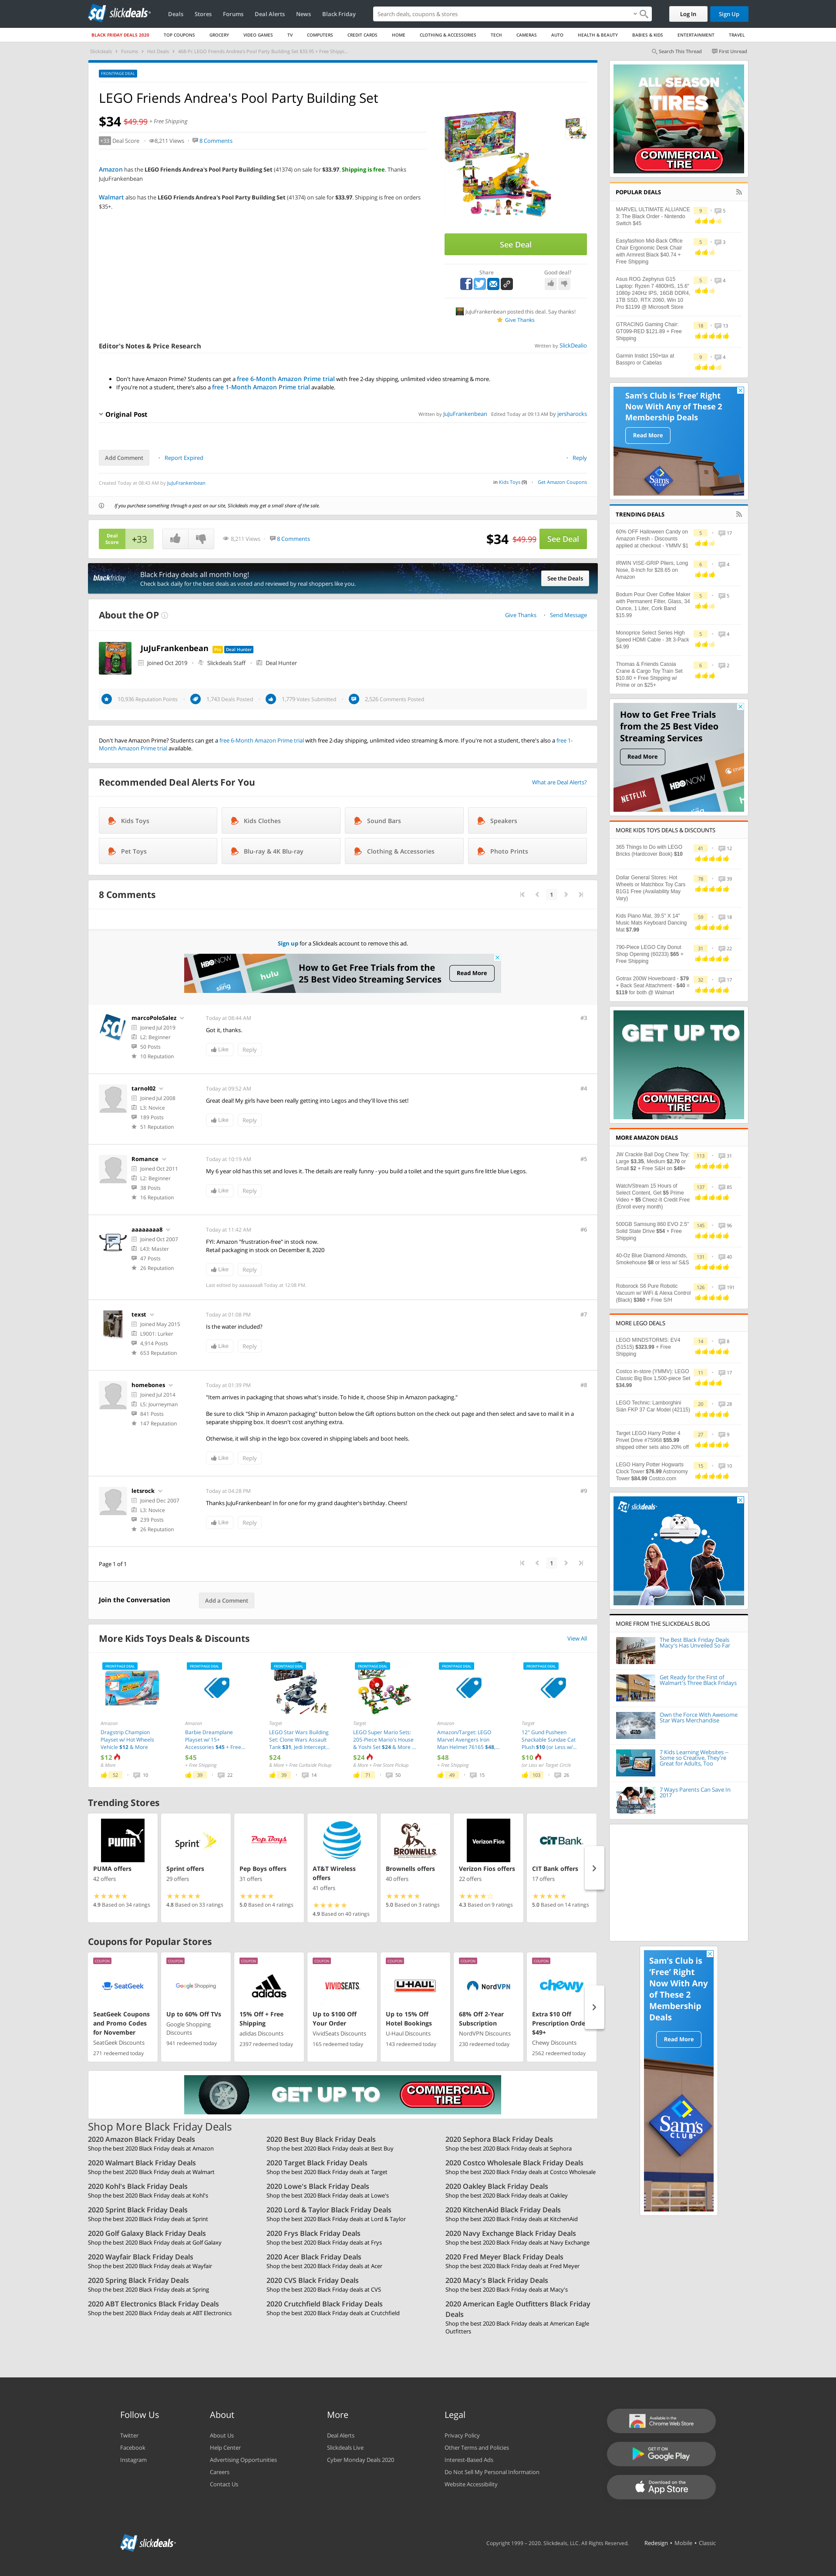 slickdeals
Deals Stores Forums Deal Alerts News Black Friday
Search deals, coupons & stores
Log In
Sign Up
BLACK FRIDAY DEALS 2020 TOP COUPONS GROCERY VIDEO GAMES TV COMPUTERS CREDIT CARDS HOME CLOTHING & ACCESSORIES TECH CAMERAS AUTO HEALTH & BEAUTY BABIES & KIDS ENTERTAINMENT TRAVEL
Search This Thread First Unread
FRONTPAGE DEAL
LEGO Friends Andrea's Pool Party Building Set
$34 $49.99 + Free Shipping
+33 Deal Score 8,211 Views 8 Comments
Amazon has the LEGO Friends Andrea's Pool Party Building Set (41374) on sale for $33.97. Shipping is free. Thanks
JuJuFrankenbean
Walmart also has the LEGO Friends Andrea's Pool Party Building Set (41374) on sale for $33.97. Shipping is free on orders
$35+.
See Deal
Share
Good deal?
JuJuFrankenbean posted this deal. Say thanks!
Give Thanks
Editor's Notes & Price Research
Written by SlickDealio
Don't have Amazon Prime? Students can get a free 6-Month Amazon Prime trial with free 2-day shipping, unlimited video streaming & more.
If you're not a student, there's also a free 1-Month Amazon Prime trial available.
Original Post
Written by JuJuFrankenbean Edited Today at 09:13 AM by jersharocks
Add Comment Report Expired
Reply
Created Today at 06:43 AM by JuJuFrankenbean
Kids Toys (9) Get Amazon Coupons
If you purchase something through a post on our site, Slickdeals may get a small share of the sale.
Deal
Score
+33
8,211 Views 8 Comments
$34 $49.99
See Deal
blackfriday
Black Friday deals all month long!
Check back daily for the best deals as voted and reviewed by real shoppers like you.
See the Deals
About the OP
Give Thanks Send Message
JuJuFrankenbean Pro Deal Hunter
Joined Oct 2019 Slickdeals Staff Deal Hunter
10,936 Reputation Points 1,743 Deals Posted 1,779 Votes Submitted 2,526 Comments Posted
Don't have Amazon Prime? Students can get a free 6-Month Amazon Prime trial with free 2-day shipping, unlimited video streaming & more. If you're not a student, there's also a free 1-
Month Amazon Prime trial available.
Recommended Deal Alerts For You
What are Deal Alerts?
Kids Toys Kids Clothes Sound Bars Speakers
Pet Toys Blu-ray & 4K Blu-ray Clothing & Accessories Photo Prints
8 Comments
1
Sign up for a Slickdeals account to remove this ad.
HBO NOW
sling
hulu
How to Get Free Trials from the
25 Best Video Streaming Services
Read More
marcoPoloSalez
Joined Jul 2019
L2: Beginner
50 Posts
10 Reputation
Today at 08:44 AM
#3
Got it, thanks.
Like Reply
tarnol02
Joined Jul 2008
L3: Novice
189 Posts
51 Reputation
Today at 09:52 AM
#4
Great deal! My girls have been really getting into Legos and they'll love this set!
Like Reply
Romance
Joined Oct 2011
L2: Beginner
38 Posts
16 Reputation
Today at 10:19 AM
#5
My 6 year old has this set and loves it. The details are really funny - you build a toilet and the squirt guns fire little blue Legos.
Like Reply
aaaaaaaa8
Joined Oct 2007
L43: Master
47 Posts
26 Reputation
Today at 11:42 AM
#6
FYI: Amazon "frustration-free" in stock now.
Retail packaging in stock on December 8, 2020
Like Reply
Last edited by aaaaaaaa8 Today at 12:08 PM
texst
Joined May 2015
L9001: Lurker
4,914 Posts
653 Reputation
Today at 01:08 PM
#7
Is the water included?
Like Reply
homebones
Joined Jul 2014
L5: Journeyman
841 Posts
147 Reputation
Today at 01:39 PM
#8
"Item arrives in packaging that shows what's inside. To hide it, choose Ship in Amazon packaging."
Be sure to click "Ship in Amazon packaging" button below the Gift options button on the check out page and then select and save to mail it in a
separate shipping box. It doesn't cost anything extra.
Otherwise, it will ship in the lego box covered in shipping labels and boot heels.
Like Reply
letsrock
Joined Dec 2007
L3: Novice
239 Posts
26 Reputation
Today at 04:28 PM
#9
Thanks JuJuFrankenbean! In for one for my grand daughter's birthday. Cheers!
Like Reply
Page 1 of 1
1
Join the Conversation
Add a Comment
More Kids Toys Deals & Discounts
View All
Trending Stores
PUMA offers
42 offers
4.9 Based on 34 ratings
Sprint offers
29 offers
4.8 Based on 33 ratings
Pep Boys offers
31 offers
5.0 Based on 4 ratings
AT&T Wireless
offers
41 offers
4.9 Based on 40 ratings
Brownells offers
40 offers
5.0 Based on 3 ratings
Verizon Fios offers
22 offers
4.3 Based on 9 ratings
CIT Bank offers
17 offers
5.0 Based on 14 ratings
Coupons for Popular Stores
SeatGeek Coupons
and Promo Codes
for November
SeatGeek Discounts
271 redeemed today
Up to 60% Off TVs
Google Shopping
Discounts
941 redeemed today
15% Off + Free
Shipping
adidas Discounts
2397 redeemed today
Up to $100 Off
Your Order
VividSeats Discounts
165 redeemed today
Up to 15% Off
Hotel Bookings
U-Haul Discounts
143 redeemed today
68% Off 2-Year
Subscription
NordVPN Discounts
230 redeemed today
Extra $10 Off
Prescription Orde
$49+
Chewy Discounts
2562 redeemed today
GET UP TO
COMMERCIAL TIRE
Shop More Black Friday Deals
2020 Amazon Black Friday Deals
Shop the best 2020 Black Friday deals at Amazon
2020 Best Buy Black Friday Deals
Shop the best 2020 Black Friday deals at Best Buy
2020 Sephora Black Friday Deals
Shop the best 2020 Black Friday deals at Sephora
2020 Walmart Black Friday Deals
Shop the best 2020 Black Friday deals at Walmart
2020 Target Black Friday Deals
Shop the best 2020 Black Friday deals at Target
2020 Costco Wholesale Black Friday Deals
Shop the best 2020 Black Friday deals at Costco Wholesale
2020 Kohl's Black Friday Deals
Shop the best 2020 Black Friday deals at Kohl's
2020 Lowe's Black Friday Deals
Shop the best 2020 Black Friday deals at Lowe's
2020 Oakley Black Friday Deals
Shop the best 2020 Black Friday deals at Oakley
2020 Sprint Black Friday Deals
Shop the best 2020 Black Friday deals at Sprint
2020 Lord & Taylor Black Friday Deals
Shop the best 2020 Black Friday deals at Lord & Taylor
2020 KitchenAid Black Friday Deals
Shop the best 2020 Black Friday deals at KitchenAid
2020 Golf Galaxy Black Friday Deals
Shop the best 2020 Black Friday deals at Golf Galaxy
2020 Frys Black Friday Deals
Shop the best 2020 Black Friday deals at Frys
2020 Navy Exchange Black Friday Deals
Shop the best 2020 Black Friday deals at Navy Exchange
2020 Wayfair Black Friday Deals
Shop the best 2020 Black Friday deals at Wayfair
2020 Acer Black Friday Deals
Shop the best 2020 Black Friday deals at Acer
2020 Fred Meyer Black Friday Deals
Shop the best 2020 Black Friday deals at Fred Meyer
2020 Spring Black Friday Deals
Shop the best 2020 Black Friday deals at Spring
2020 CVS Black Friday Deals
Shop the best 2020 Black Friday deals at CVS
2020 Macy's Black Friday Deals
Shop the best 2020 Black Friday deals at Macy's
2020 ABT Electronics Black Friday Deals
Shop the best 2020 Black Friday deals at ABT Electronics
2020 Crutchfield Black Friday Deals
Shop the best 2020 Black Friday deals at Crutchfield
2020 American Eagle Outfitters Black Friday
Deals
Shop the best 2020 Black Friday deals at American Eagle
Outfitters
ALL SEASON
TIRES
COMMERCIAL TIRE
POPULAR DEALS
MARVEL ULTIMATE ALLIANCE
3: The Black Order - Nintendo
Switch $45
Easyfashion Mid-Back Office
Chair Ergonomic Desk Chair
with Armrest Black $40.74 +
Free Shipping
Asus ROG Zephyrus G15
Laptop: Ryzen 7 4800HS, 15.6"
1080p 240Hz IPS, 16GB DDR4,
1TB SSD, RTX 2060, Win 10
Pro $1199 @ Microsoft Store
GTRACING Gaming Chair:
GT099-RED $121.89 + Free
Shipping
Garmin Instict 150+tax at
Basspro or Cabelas
Sam's Club is 'Free' Right
Now With Any of These 2
Membership Deals
Read More
TRENDING DEALS
60% OFF Halloween Candy on
Amazon Fresh - Discounts
applied at checkout - YMMV $1
IRWIN VISE-GRIP Pliers, Long
Nose, 6-Inch for $28.65 on
Amazon
Bodum Pour Over Coffee Maker
with Permanent Filter, Glass, 34
Ounce, 1 Liter, Cork Band
$15.99
Monoprice Select Series High
Speed HDMI Cable - 3ft 3-Pack
$4.99
Thomas & Friends Cassia
Crane & Cargo Toy Train Set
$10.80 + Free Shipping w/
Prime or on $25+
How to Get Free Trials
from the 25 Best Video
Streaming Services
Read More
MORE KIDS TOYS DEALS & DISCOUNTS
365 Things to Do with LEGO
Bricks (Hardcover Book) $10
Dollar General Stores: Hot
Wheels or Matchbox Toy Cars
B1G1 Free (Availability May
Vary)
Kids Piano Mat, 39.5" X 14"
Music Mats Keyboard Dancing
Mat $7.99
790-Piece LEGO City Donut
Shop Opening (60233) $65 +
Free Shipping
Gotrax 200W Hoverboard - $79
+ Back Seat Attachment - $40 =
$119 for both @ Walmart
GET UP TO
COMMERCIAL TIRE
MORE AMAZON DEALS
JW Crackle Ball Dog Chew Toy:
Large $3.35, Medium $2.70 or
Small $2 + Free S&H on $49+
Watch/Stream 15 Hours of
Select Content, Get $5 Prime
Video + $5 Cheez-It Credit Free
(Enroll every month)
500GB Samsung 860 EVO 2.5"
Solid State Drive $54 + Free
Shipping
40-Oz Blue Diamond Almonds,
Smokehouse $8 or less w/ S&S
Roborock S6 Pure Robotic
Vacuum w/ WiFi & Alexa Control
(Black) $360 + Free S/H
MORE LEGO DEALS
LEGO MINDSTORMS: EV4
(51515) $323.99 + Free
Shipping
Costco in-store (YMMV): LEGO
Classic Big Box 1,500-piece Set
$34.99
LEGO Technic: Lamborghini
Sián FKP 37 Car Model (42115)
Target LEGO Harry Potter 4
Privet Drive #75968 $55.99
shipped other sets also 20% off
LEGO Harry Potter Hogwarts
Clock Tower $76.99 Astronomy
Tower $84.99 Costco.com
slickdeals
MORE FROM THE SLICKDEALS BLOG
The Best Black Friday Deals
Macy's Has Unveiled So Far
Get Ready for the First of
Walmart's Three Black Fridays
Own the Force With Awesome
Star Wars Merchandise
7 Kids Learning Websites –
Some so Creative, They're
Great for Adults, Too
7 Ways Parents Can Save In
2017
Sam's Club is
'Free' Right
Now With Any
of These 2
Membership
Deals
Read More
Sam's
CLUB
Follow Us
Twitter
Facebook
Instagram
About
About Us
Help Center
Advertising Opportunities
Careers
Contact Us
More
Deal Alerts
Slickdeals Live
Cyber Monday Deals 2020
Legal
Privacy Policy
Other Terms and Policies
Interest-Based Ads
Do Not Sell My Personal Information
Website Accessibility
Available in the
Chrome Web Store
GET IT ON
Google Play
Download on the
App Store
slickdeals
Copyright 1999 – 2020. Slickdeals, LLC. All Rights Reserved. Redesign • Mobile • Classic